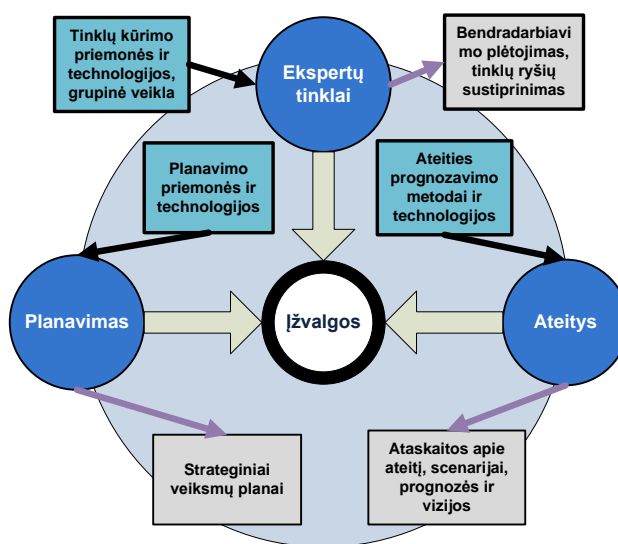 Tinklų kūrimo
priemonės ir
technologijos,
grupinė veikla
Ekspertų
tinklai
Bendradarbiavi
mo plėtojimas,
tinklų ryšių
sustiprinimas
Planavimo
priemonės ir
technologijos
Ateities
prognozavimo
metodai ir
technologijos
Planavimas
Įžvalgos
Ateitys
Strateginiai
veiksmų planai
Ataskaitos apie
ateitį, scenarijai,
prognozės ir
vizijos